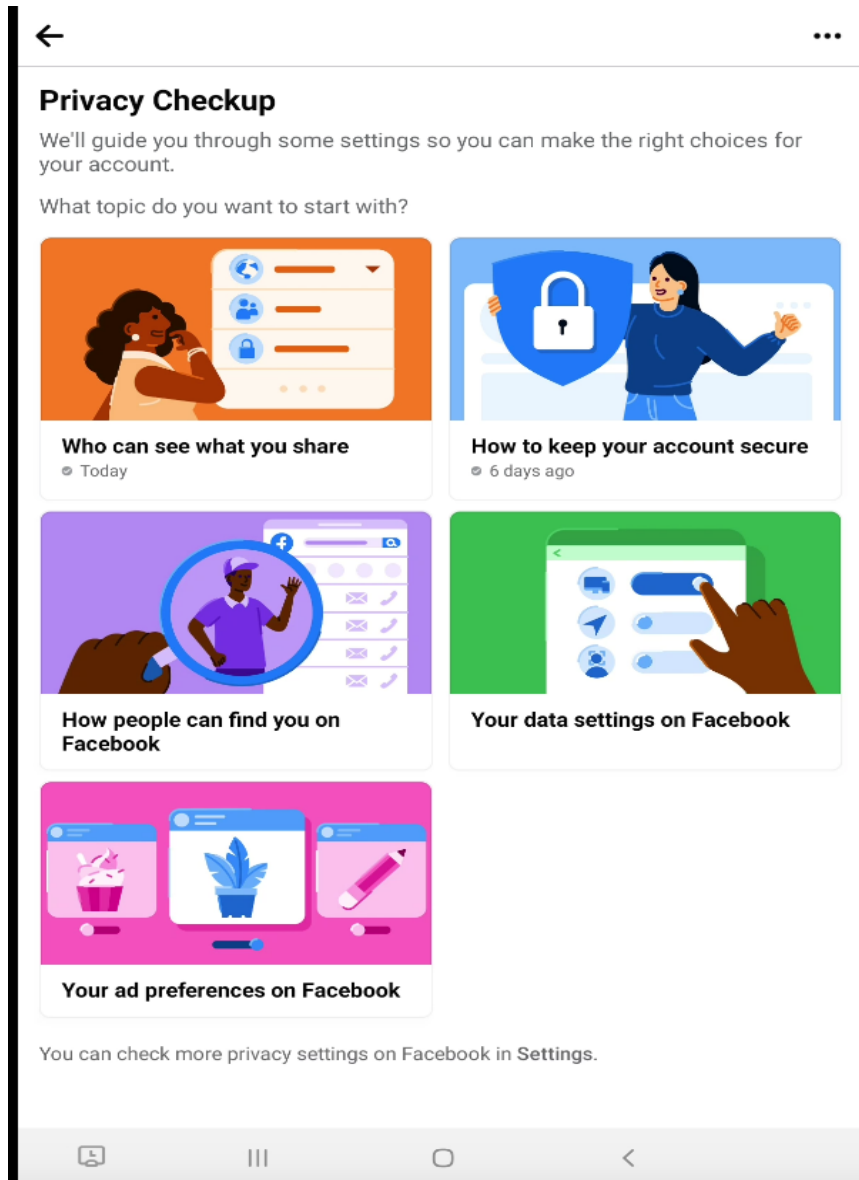 Privacy Checkup
We'll guide you through some settings so you can make the right choices for
your account.
What topic do you want to start with?
Who can see what you share
Today
How to keep your account secure
6 days ago
How people can find you on
Facebook
Your data settings on Facebook
Your ad preferences on Facebook
You can check more privacy settings on Facebook in Settings.